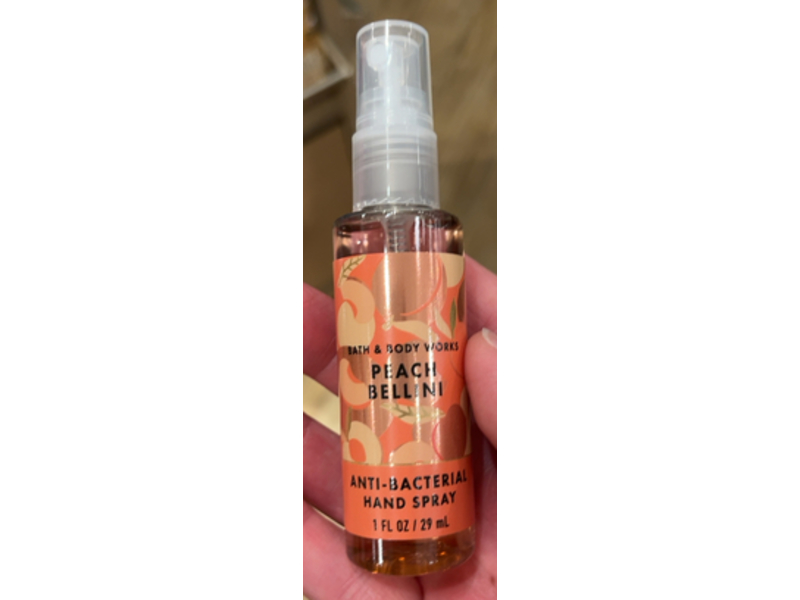 BATH & BODY WORKS
PEACH
BELLINI
ANTI-BACTERIAL
HAND SPRAY
1 FL OZ / 29 mL